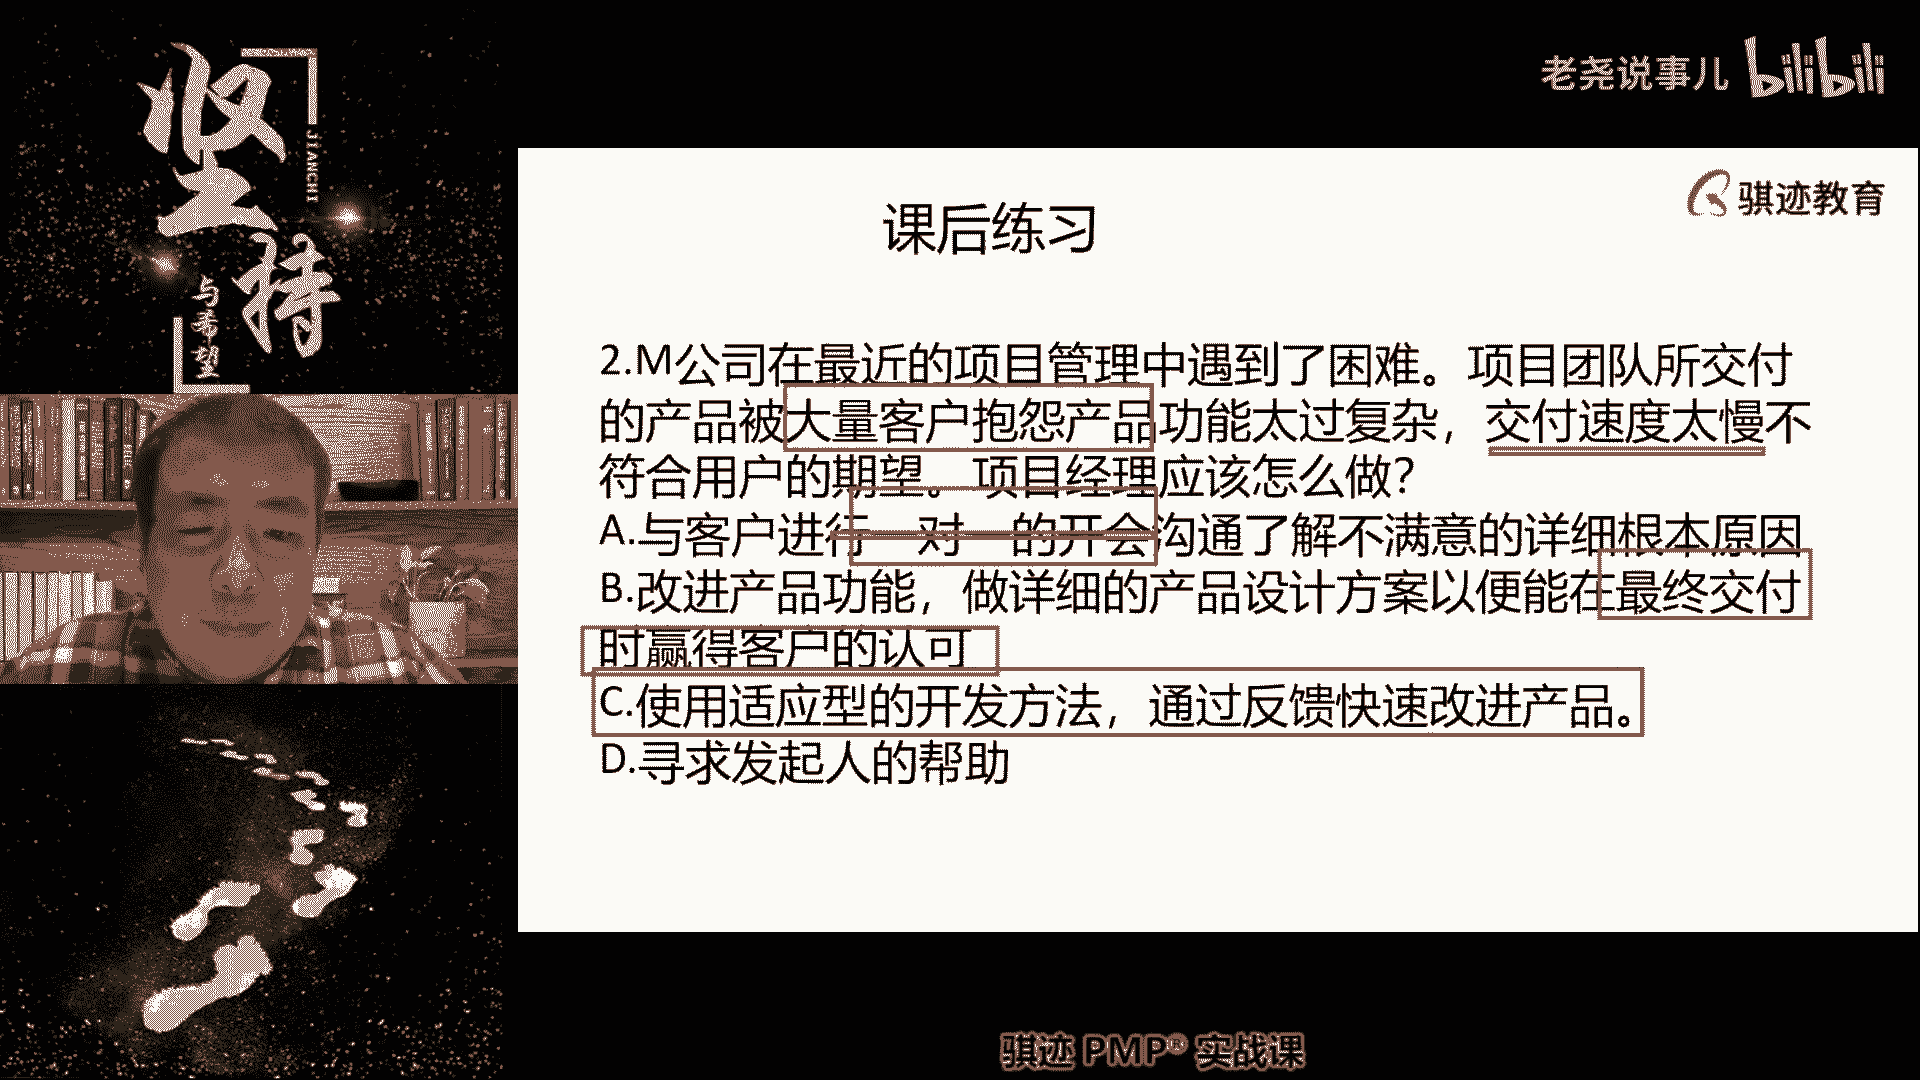 坚持
JIANCHI
与希望
老尧说事儿 bilibili
骐迹教育
课后练习
2.M公司在最近的项目管理中遇到了困难。项目团队所交付
的产品被大量客户抱怨产品功能太过复杂，交付速度太慢不
符合用户的期望。项目经理应该怎么做？
A.与客户进行一对一的开会沟通了解不满意的详细根本原因
B.改进产品功能，做详细的产品设计方案以便能在最终交付
时赢得客户的认可
C.使用适应型的开发方法，通过反馈快速改进产品。
D.寻求发起人的帮助
骐迹 PMP® 实战课